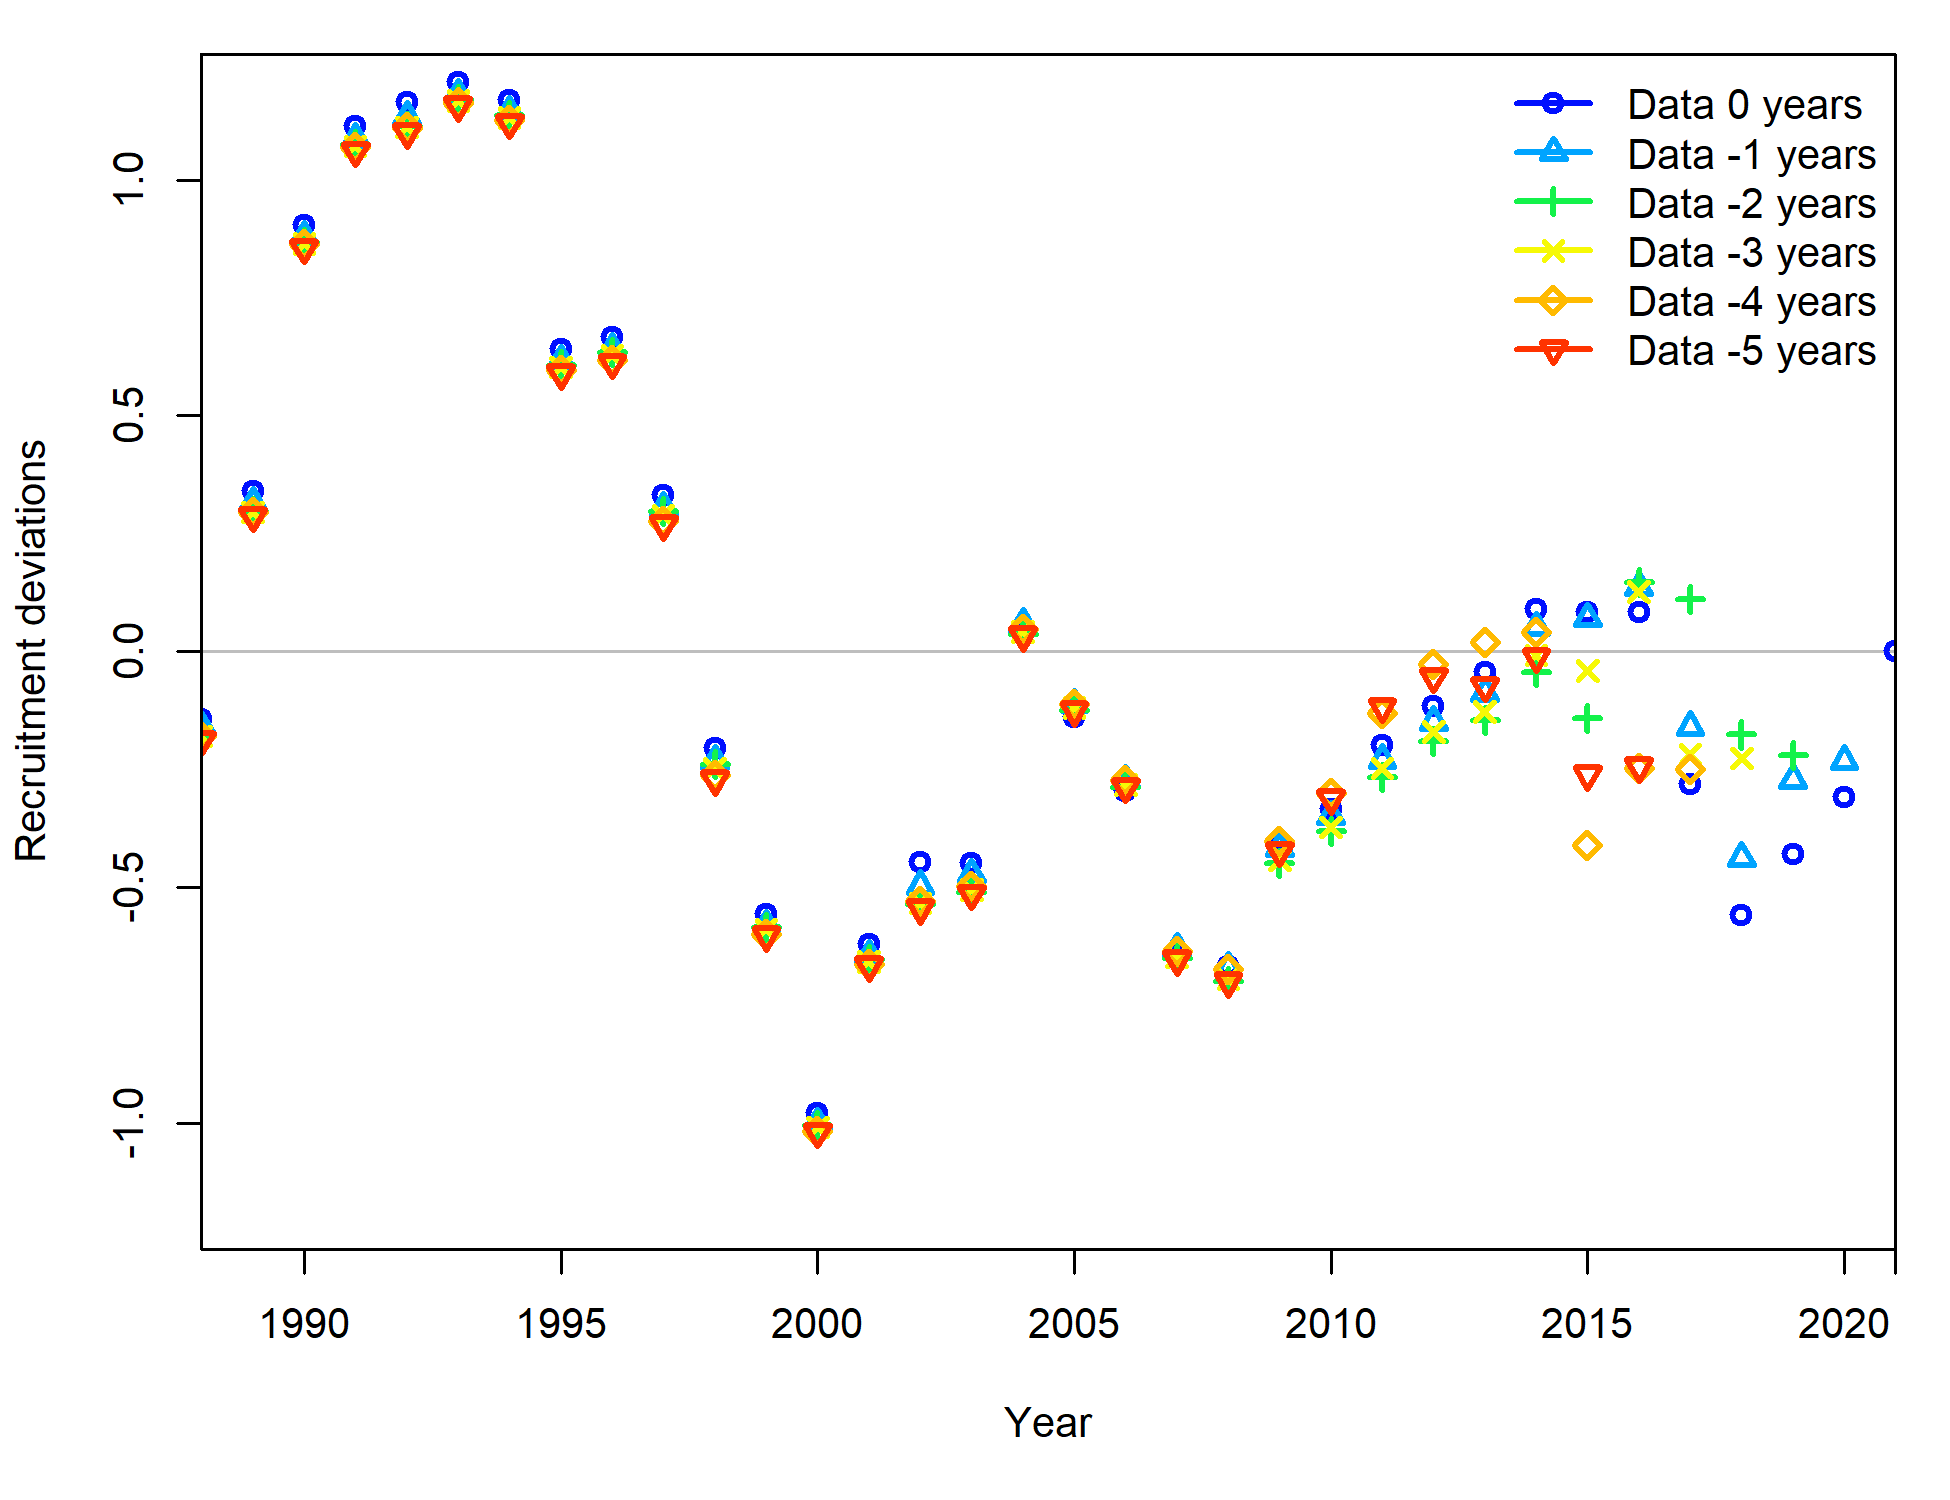 Data 0 years
Data -1 years
Data -2 years
Data -3 years
Data -4 years
Data -5 years
Recruitment deviations
1.0
0.5
0.0
-0.5
-1.0
1990 1995 2000 2005 2010 2015 2020
Year